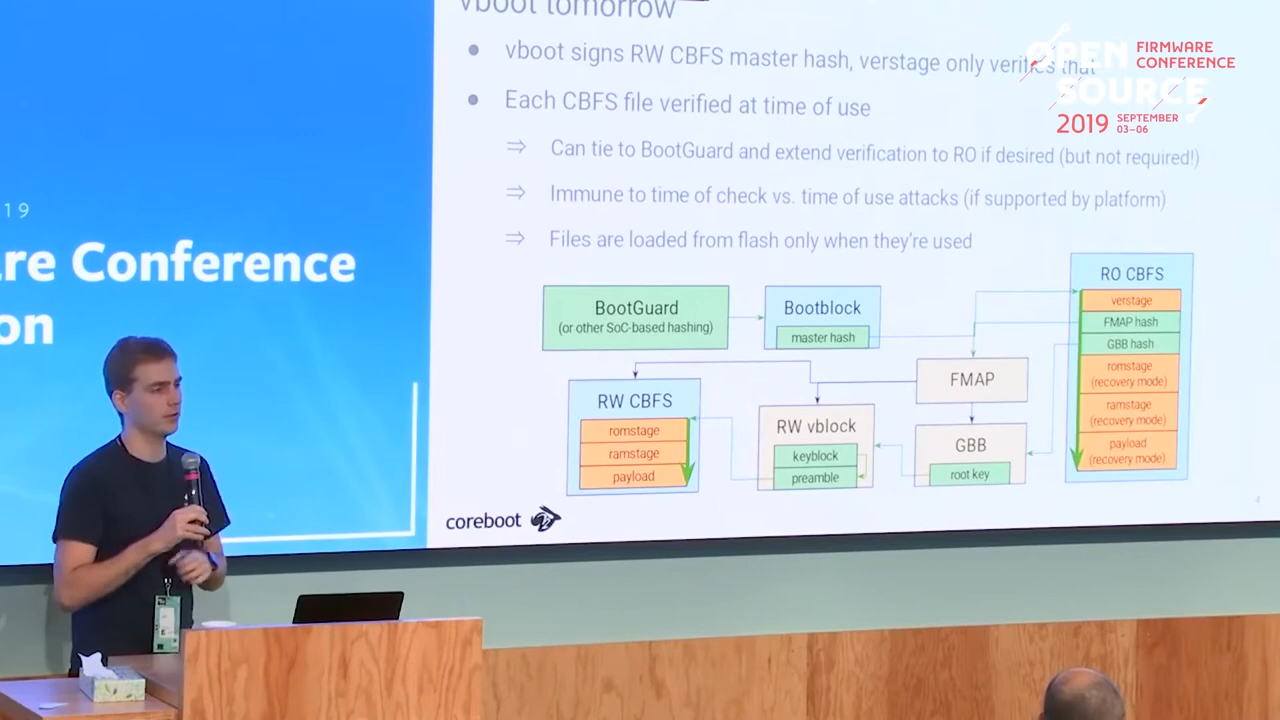 vboot tomorrow
vboot signs RW CBFS master hash, verstage only verifies that
Each CBFS file verified at time of use
⇒ Can tie to BootGuard and extend verification to RO if desired (but not required!)
⇒ Immune to time of check vs. time of use attacks (if supported by platform)
⇒ Files are loaded from flash only when they're used
BootGuard
(or other SoC-based hashing)
Bootblock
master hash
RO CBFS
verstage
FMAP hash
GBB hash
romstage
(recovery mode)
ramstage
(recovery mode)
payload
(recovery mode)
FMAP
RW CBFS
romstage
ramstage
payload
RW vblock
keyblock
preamble
GBB
root key
coreboot
4
19
re Conference
on
OPEN
SOURCE
FIRMWARE
CONFERENCE
2019
SEPTEMBER
03–06